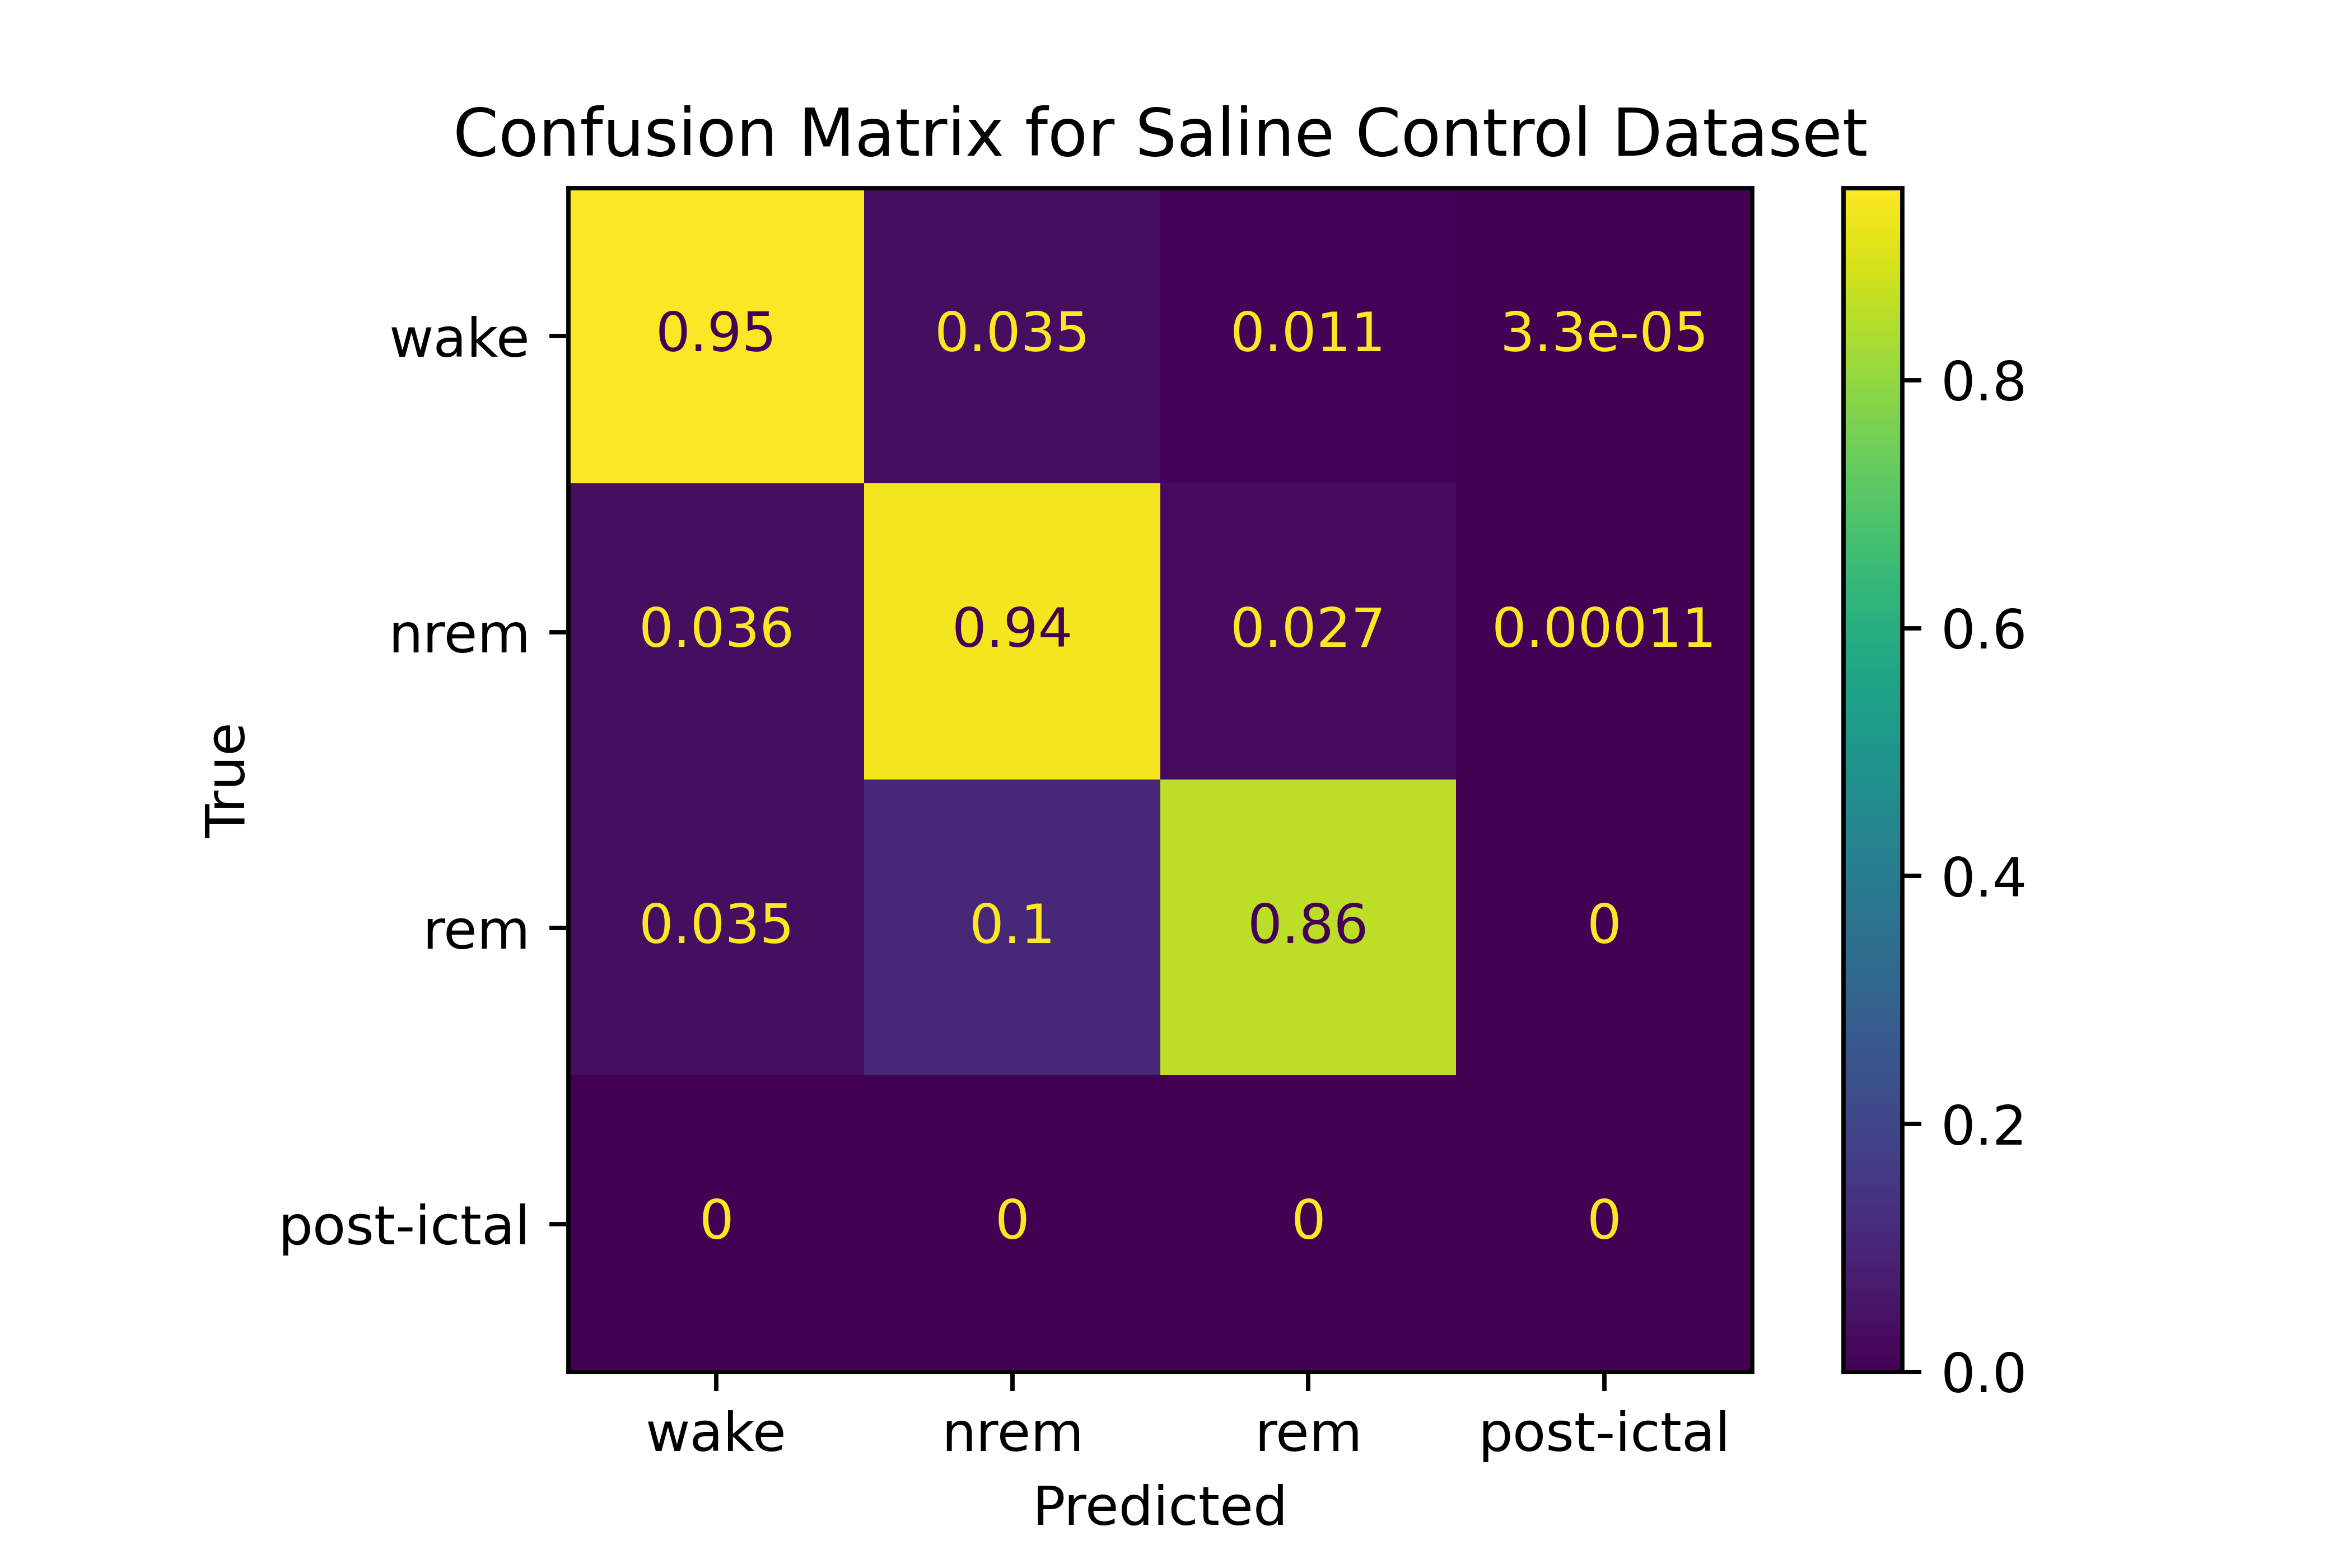 Confusion Matrix for Saline Control Dataset
wake 0.95 0.035 0.011 3.3e-05
nrem 0.036 0.94 0.027 0.00011
rem 0.035 0.1 0.86 0
post-ictal 0 0 0 0
wake nrem rem post-ictal
Predicted
True
0.8
0.6
0.4
0.2
0.0